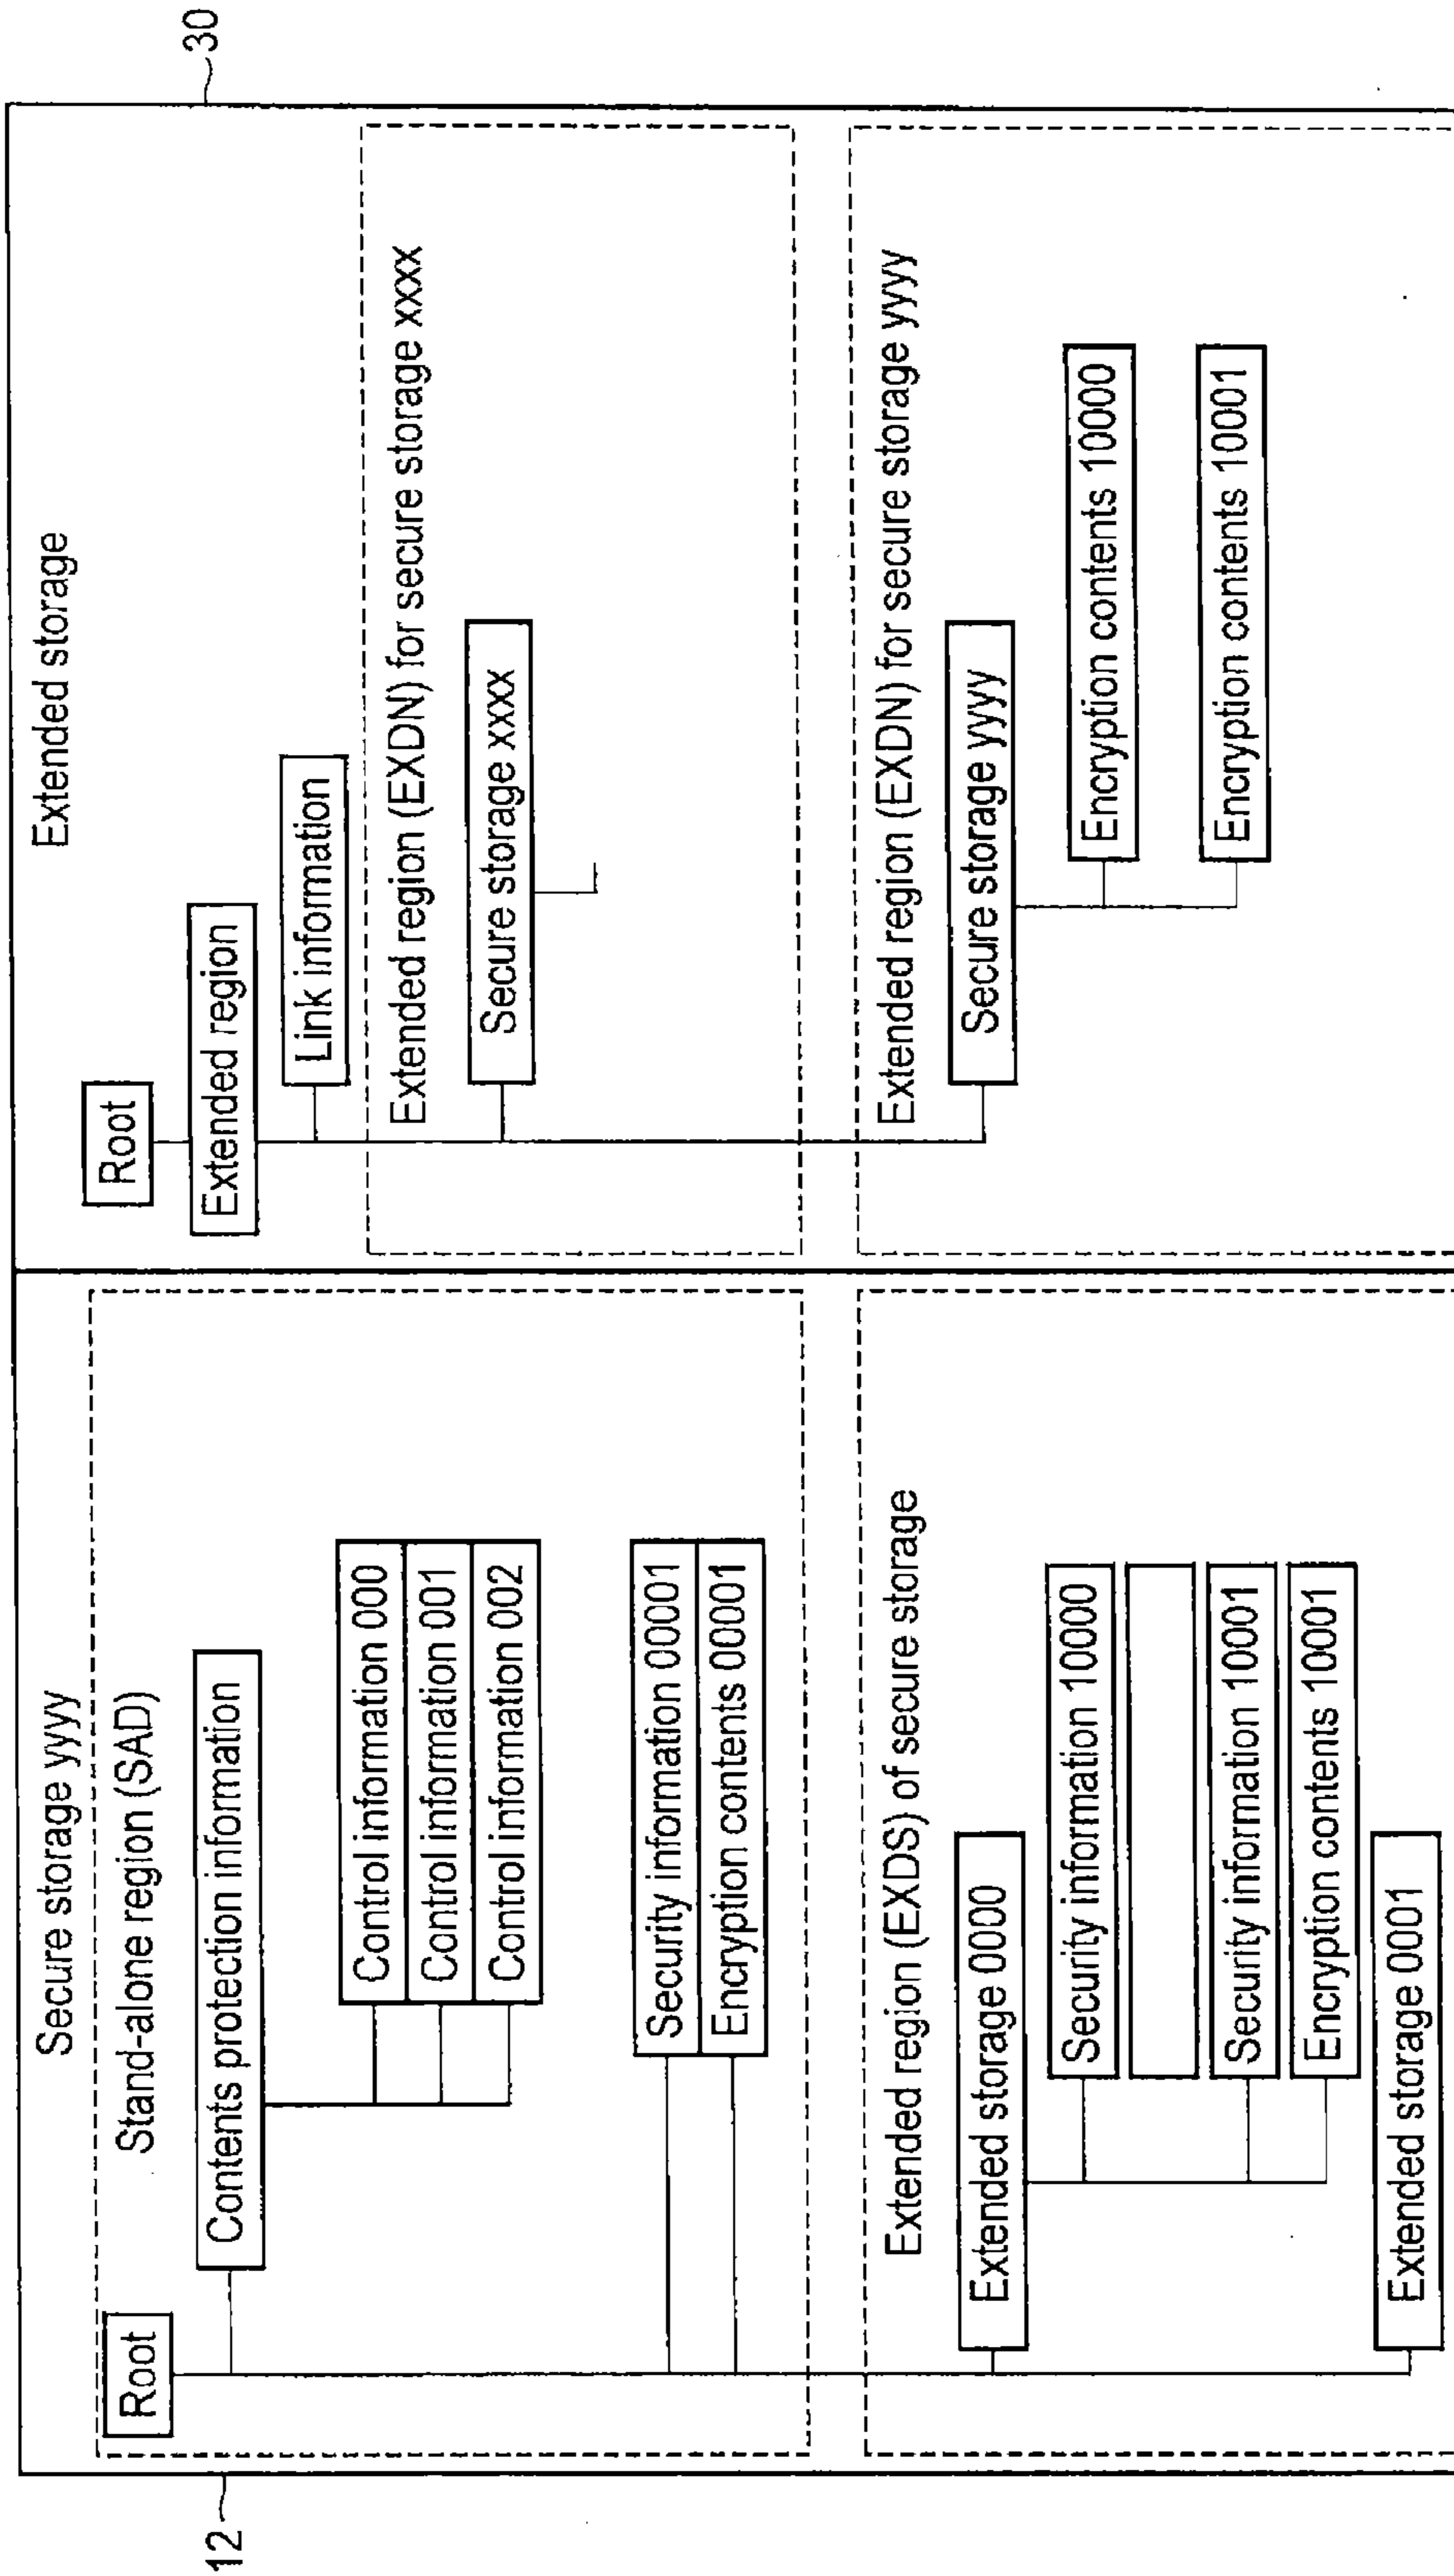 12
Secure storage yyyy
Stand-alone region (SAD)
Root
Contents protection information
Control information 000
Control information 001
Control information 002
Security information 00001
Encryption contents 00001
Extended region (EXDS) of secure storage
Extended storage 0000
Security information 10000
Security information 10001
Encryption contents 10001
Extended storage 0001
30
Extended storage
Root
Extended region
Link information
Extended region (EXDN) for secure storage xxxx
Secure storage xxxx
Extended region (EXDN) for secure storage yyyy
Secure storage yyyy
Encryption contents 10000
Encryption contents 10001